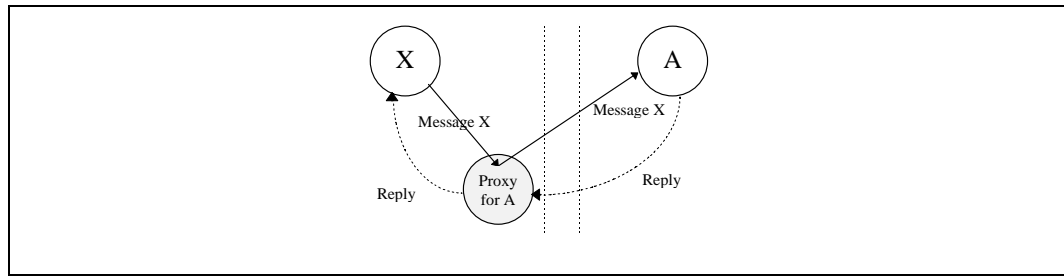 X
A
Message X
Message X
Proxy
for A
Reply
Reply